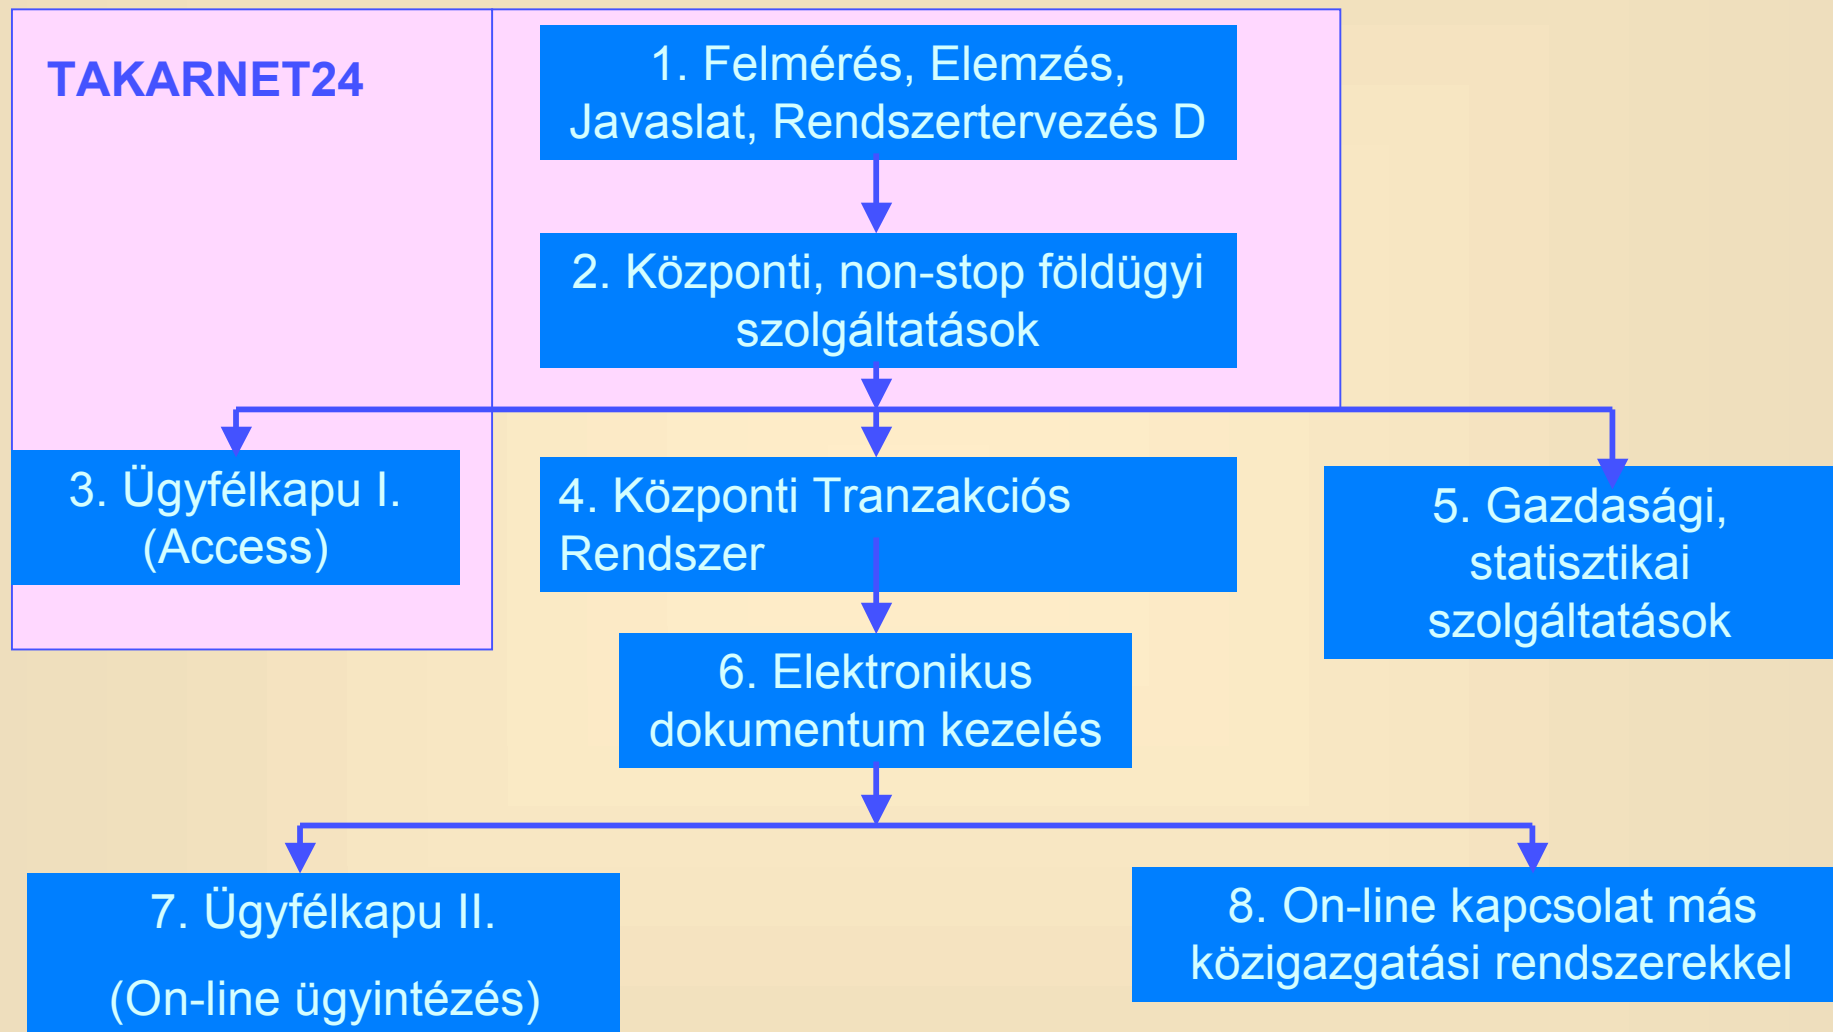 TAKARNET24
1. Felmérés, Elemzés,
Javaslat, Rendszertervezés D
2. Központi, non-stop földügyi
szolgáltatások
3. Ügyfélkapu I.
(Access)
4. Központi Tranzakciós
Rendszer
5. Gazdasági,
statisztikai
szolgáltatások
6. Elektronikus
dokumentum kezelés
7. Ügyfélkapu II.
(On-line ügyintézés)
8. On-line kapcsolat más
közigazgatási rendszerekkel